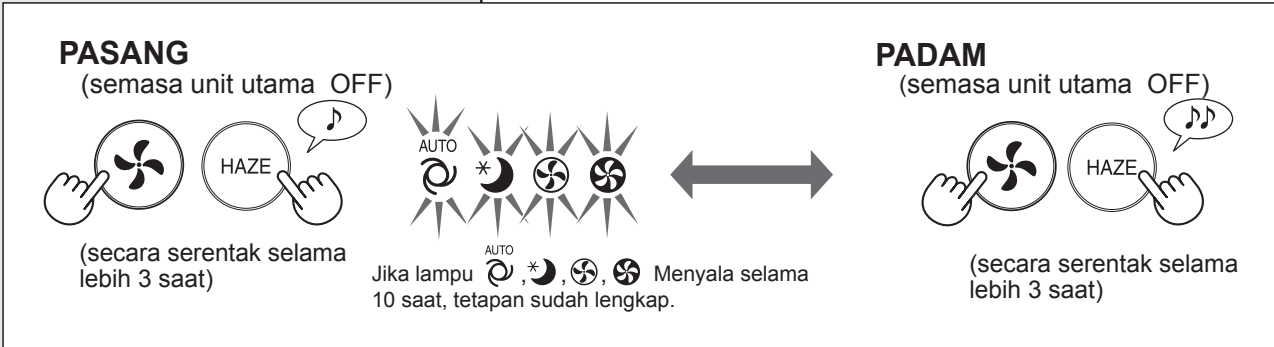 PASANG
(semasa unit utama OFF)
HAZE
(secara serentak selama
lebih 3 saat)
AUTO
AUTO
Jika lampu , , , Menyala selama
10 saat, tetapan sudah lengkap.
PADAM
(semasa unit utama OFF)
HAZE
(secara serentak selama
lebih 3 saat)